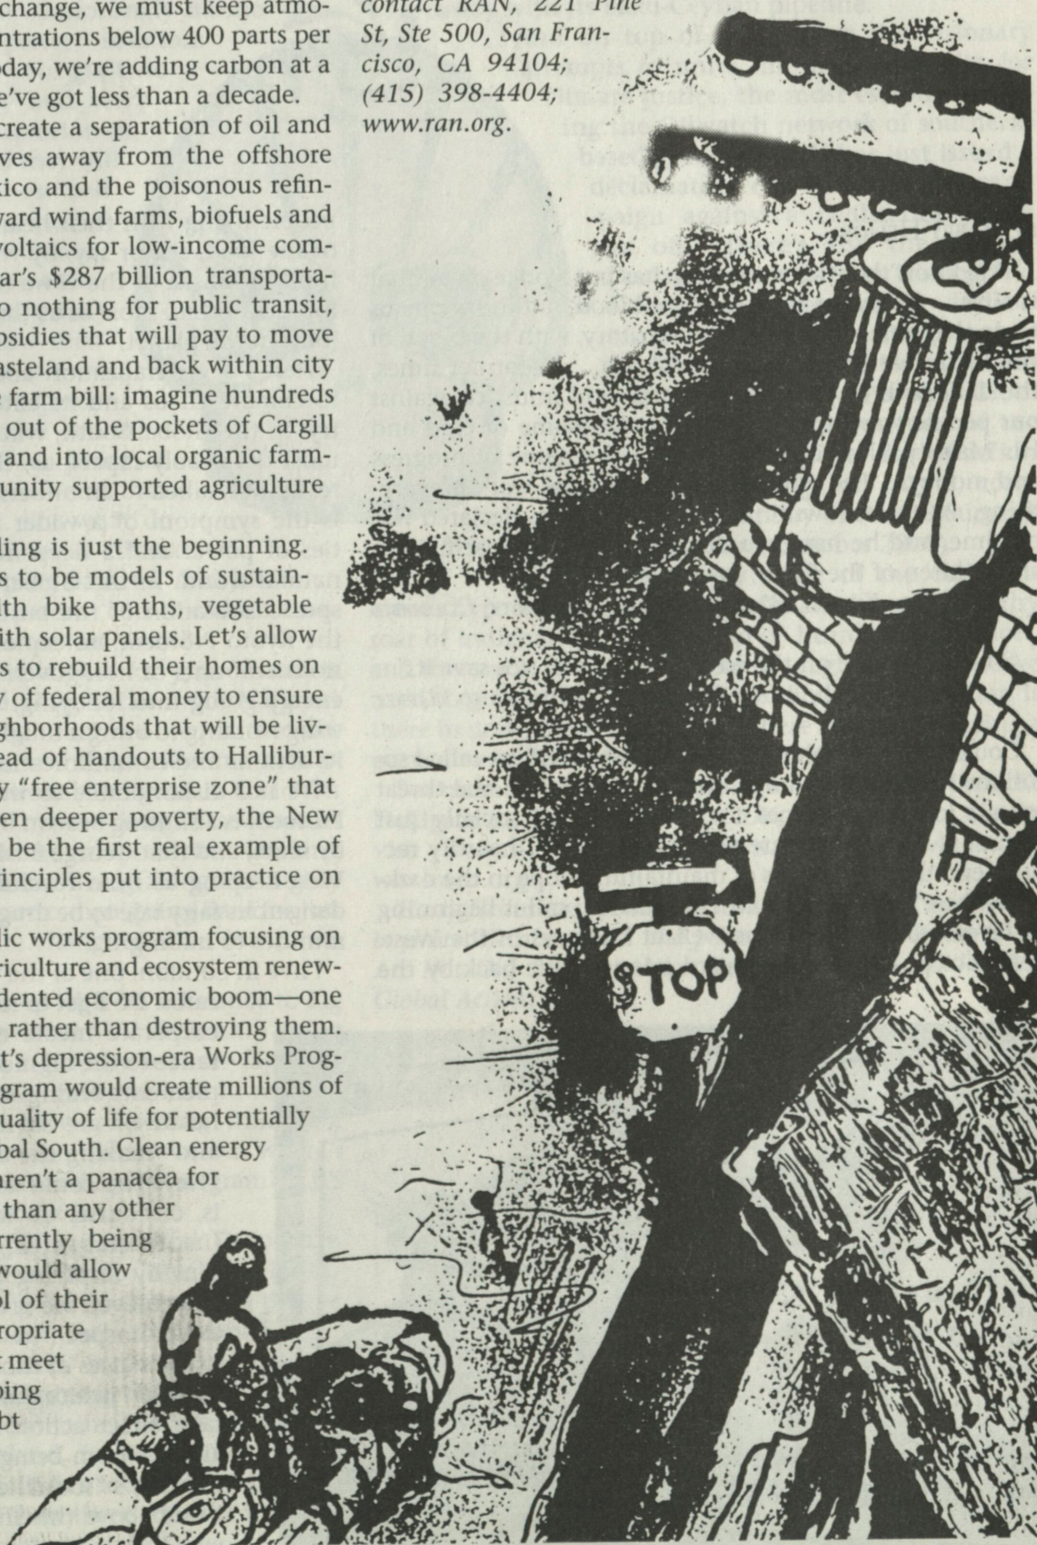 change, we must keep atmo-
ntrations below 400 parts per
oday, we're adding carbon at a
e've got less than a decade.
create a separation of oil and
ves away from the offshore
xico and the poisonous refin-
ward wind farms, biofuels and
voltaics for low-income com-
ar's $287 billion transporta-
o nothing for public transit,
bsidies that will pay to move
asteland and back within city
e farm bill: imagine hundreds
out of the pockets of Cargill
and into local organic farm-
unity supported agriculture
ling is just the beginning.
s to be models of sustain-
ith bike paths, vegetable
ith solar panels. Let's allow
s to rebuild their homes on
y of federal money to ensure
ighborhoods that will be liv-
ead of handouts to Hallibur-
y "free enterprise zone" that
en deeper poverty, the New
be the first real example of
rinciples put into practice on
lic works program focusing on
riculture and ecosystem renew-
dented economic boom—one
rather than destroying them.
t's depression-era Works Prog-
gram would create millions of
uality of life for potentially
bal South. Clean energy
aren't a panacea for
than any other
rrently being
would allow
ol of their
ropriate
t meet
ping
bt
contact RAN, 221 Pine
St, Ste 500, San Fran-
cisco, CA 94104;
(415) 398-4404;
www.ran.org.
STOP